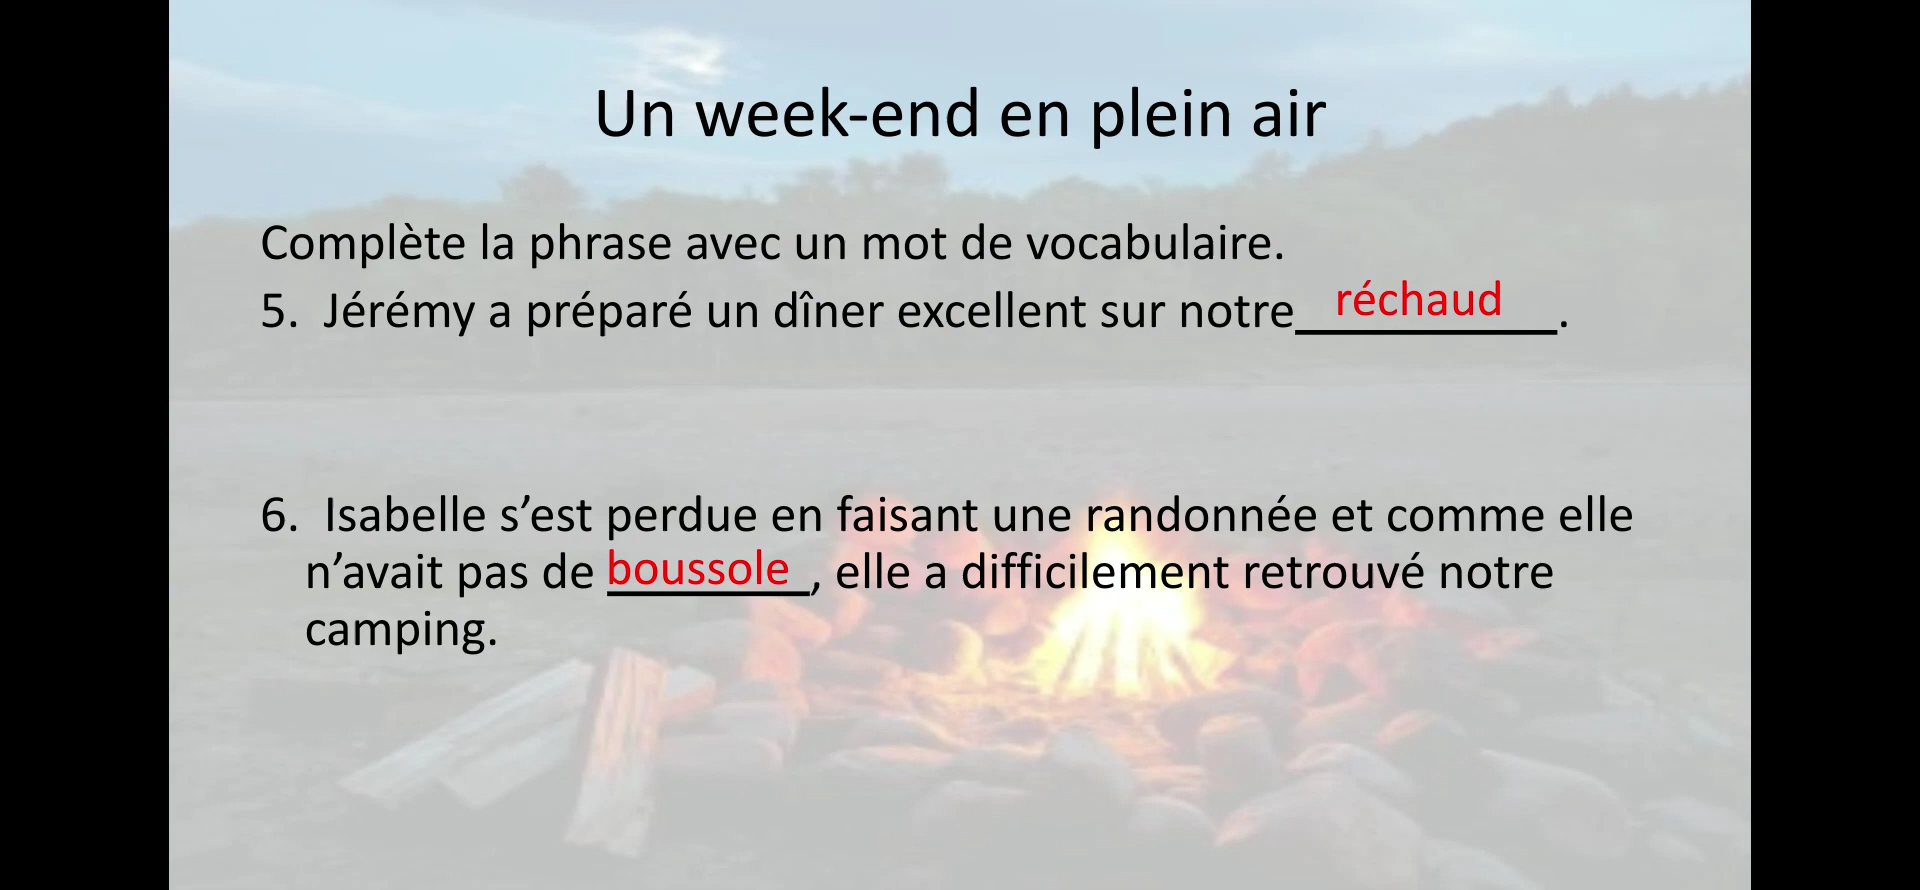 Un week-end en plein air
Complète la phrase avec un mot de vocabulaire.
5. Jérémy a préparé un dîner excellent sur notre réchaud.
6. Isabelle s’est perdue en faisant une randonnée et comme elle
n’avait pas de boussole, elle a difficilement retrouvé notre
camping.